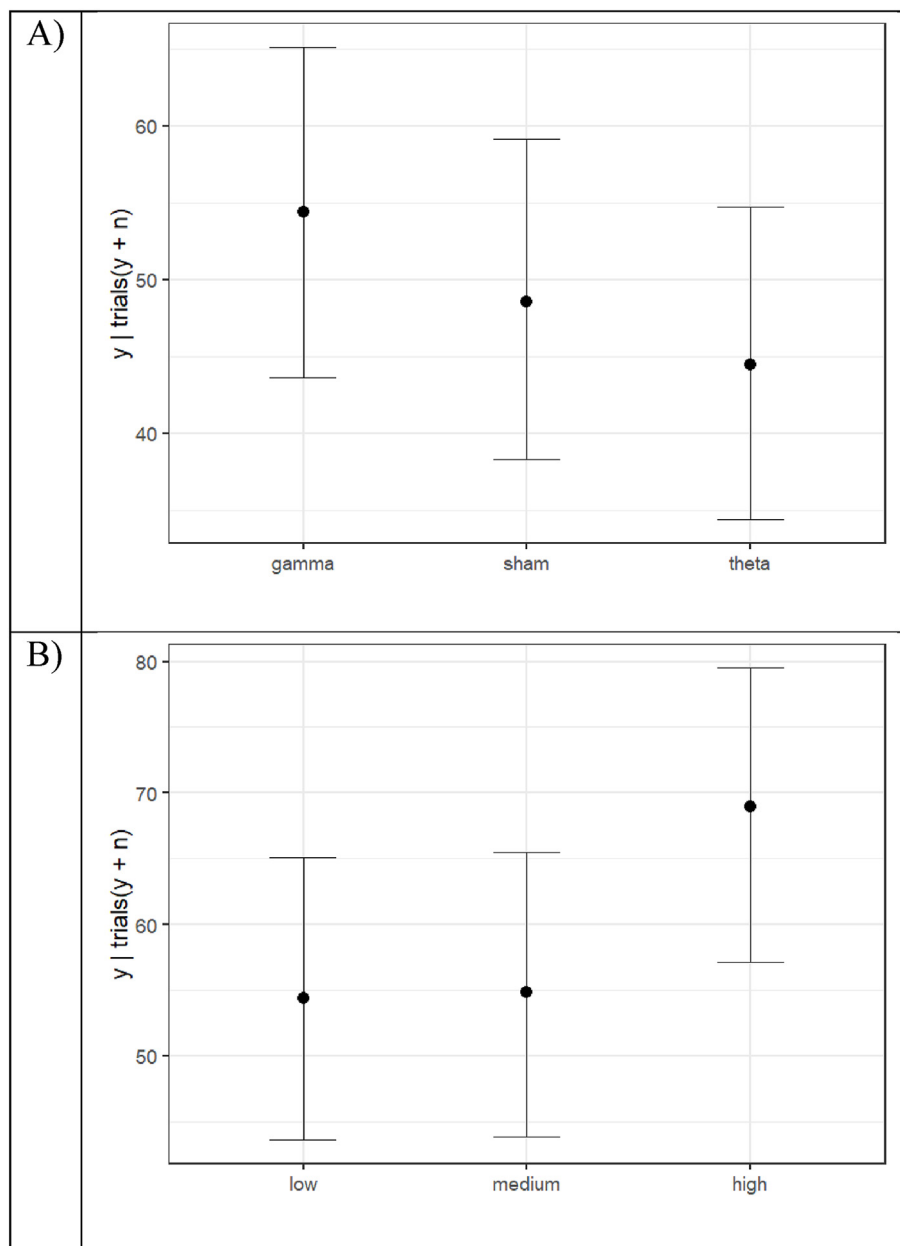 A)
y | trials(y + n)
60
50
40
gamma sham theta
B)
y | trials(y + n)
80
70
60
50
low medium high